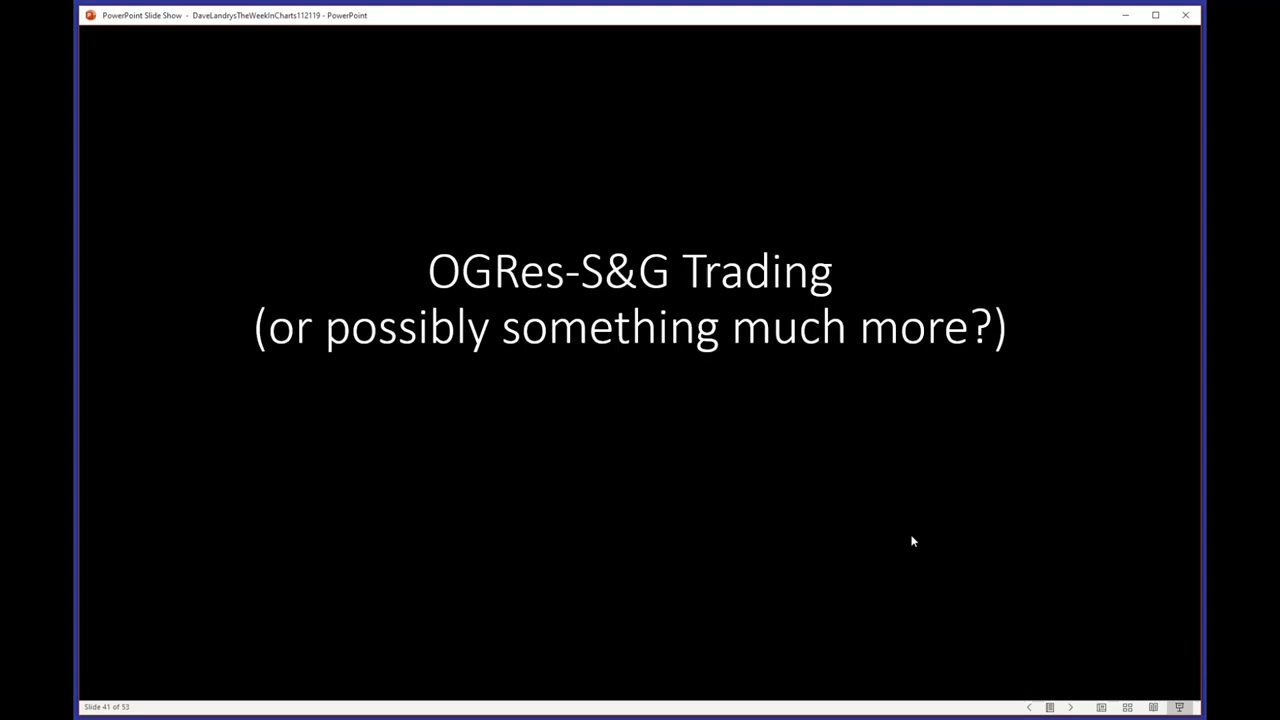 PowerPoint Slide Show - DaveLandrysTheWeekInCharts112119 - PowerPoint
OGRes-S&G Trading
(or possibly something much more?)
Slide 41 of 53